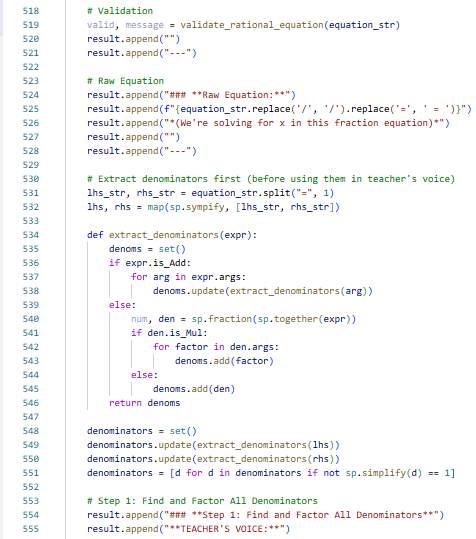 518 # Validation
519 valid, message = validate_rational_equation(equation_str)
520 result.append("")
521 result.append("---")
522
523 # Raw Equation
524 result.append("### **Raw Equation:**")
525 result.append(f"{equation_str.replace('/', '/').replace('=', ' = ')}")
526 result.append("*(We're solving for x in this fraction equation)*")
527 result.append("")
528 result.append("---")
529
530 # Extract denominators first (before using them in teacher's voice)
531 lhs_str, rhs_str = equation_str.split("=", 1)
532 lhs, rhs = map(sp.sympify, [lhs_str, rhs_str])
533
534 def extract_denominators(expr):
535 denoms = set()
536 if expr.is_Add:
537 for arg in expr.args:
538 denoms.update(extract_denominators(arg))
539 else:
540 num, den = sp.fraction(sp.together(expr))
541 if den.is_Mul:
542 for factor in den.args:
543 denoms.add(factor)
544 else:
545 denoms.add(den)
546 return denoms
547
548 denominators = set()
549 denominators.update(extract_denominators(lhs))
550 denominators.update(extract_denominators(rhs))
551 denominators = [d for d in denominators if not sp.simplify(d) == 1]
552
553 # Step 1: Find and Factor All Denominators
554 result.append("### **Step 1: Find and Factor All Denominators**")
555 result.append("**TEACHER'S VOICE:**")